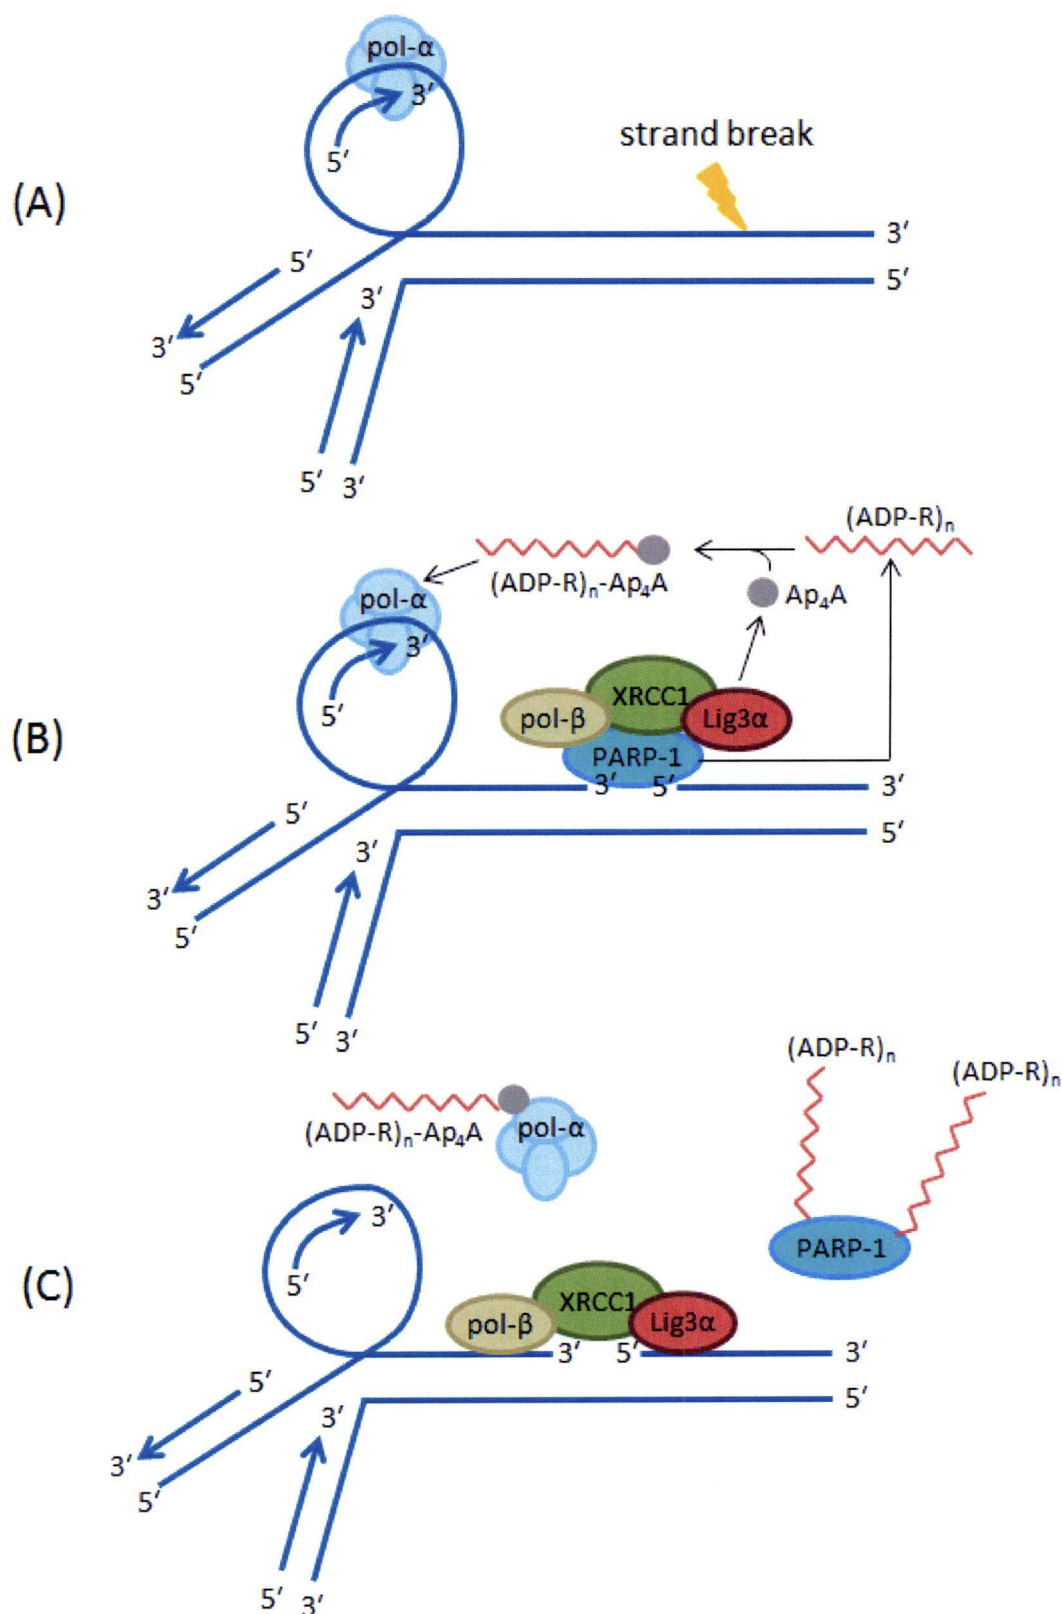 pol-α
3′
5′
strand break
(A)
3′
5′
5′
3′
3′
5′
5′
3′
(ADP-R)n
(ADP-R)n-Ap4A
Ap4A
pol-α
3′
5′
XRCC1
pol-β
Lig3α
(B)
PARP-1
3′
5′
3′
5′
5′
3′
3′
5′
5′
3′
(ADP-R)n
(ADP-R)n
(ADP-R)n-Ap4A
pol-α
3′
5′
PARP-1
(C)
XRCC1
pol-β
Lig3α
3′
5′
3′
5′
5′
3′
3′
5′
5′
3′